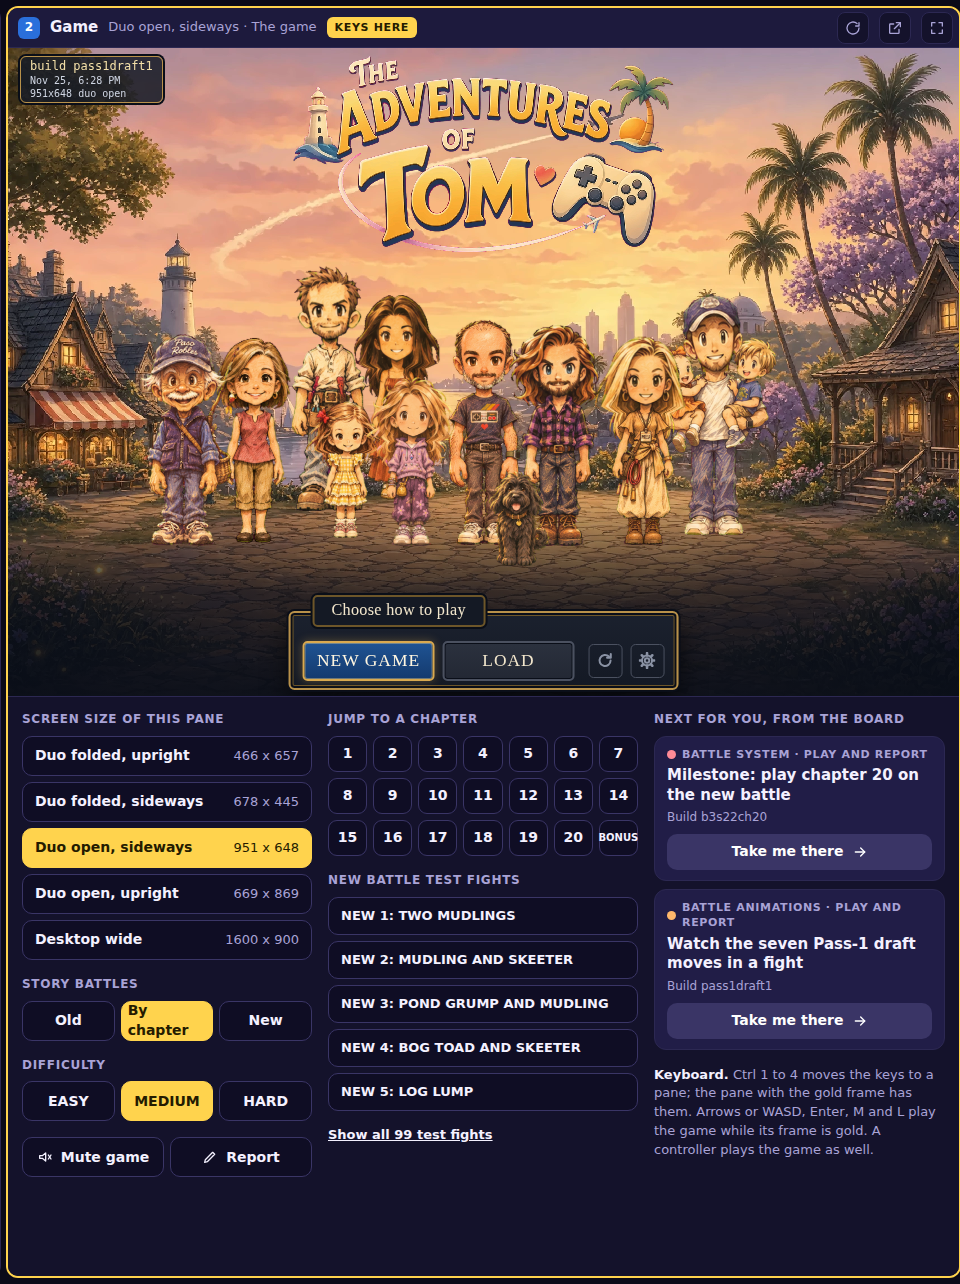 2 Game Duo open, sideways · The game KEYS HERE
build pass1draft1
Nov 25, 6:28 PM
951x648 duo open
THE
ADVENTURES
OF
TOM
Paso
Robles
Choose how to play
NEW GAME LOAD
SCREEN SIZE OF THIS PANE
Duo folded, upright 466 x 657
Duo folded, sideways 678 x 445
Duo open, sideways 951 x 648
Duo open, upright 669 x 869
Desktop wide 1600 x 900
STORY BATTLES
Old By chapter New
DIFFICULTY
EASY MEDIUM HARD
Mute game Report
JUMP TO A CHAPTER
1 2 3 4 5 6 7
8 9 10 11 12 13 14
15 16 17 18 19 20 BONUS
NEW BATTLE TEST FIGHTS
NEW 1: TWO MUDLINGS
NEW 2: MUDLING AND SKEETER
NEW 3: POND GRUMP AND MUDLING
NEW 4: BOG TOAD AND SKEETER
NEW 5: LOG LUMP
Show all 99 test fights
NEXT FOR YOU, FROM THE BOARD
BATTLE SYSTEM · PLAY AND REPORT
Milestone: play chapter 20 on
the new battle
Build b3s22ch20
Take me there →
BATTLE ANIMATIONS · PLAY AND
REPORT
Watch the seven Pass-1 draft
moves in a fight
Build pass1draft1
Take me there →
Keyboard. Ctrl 1 to 4 moves the keys to a
pane; the pane with the gold frame has
them. Arrows or WASD, Enter, M and L play
the game while its frame is gold. A
controller plays the game as well.